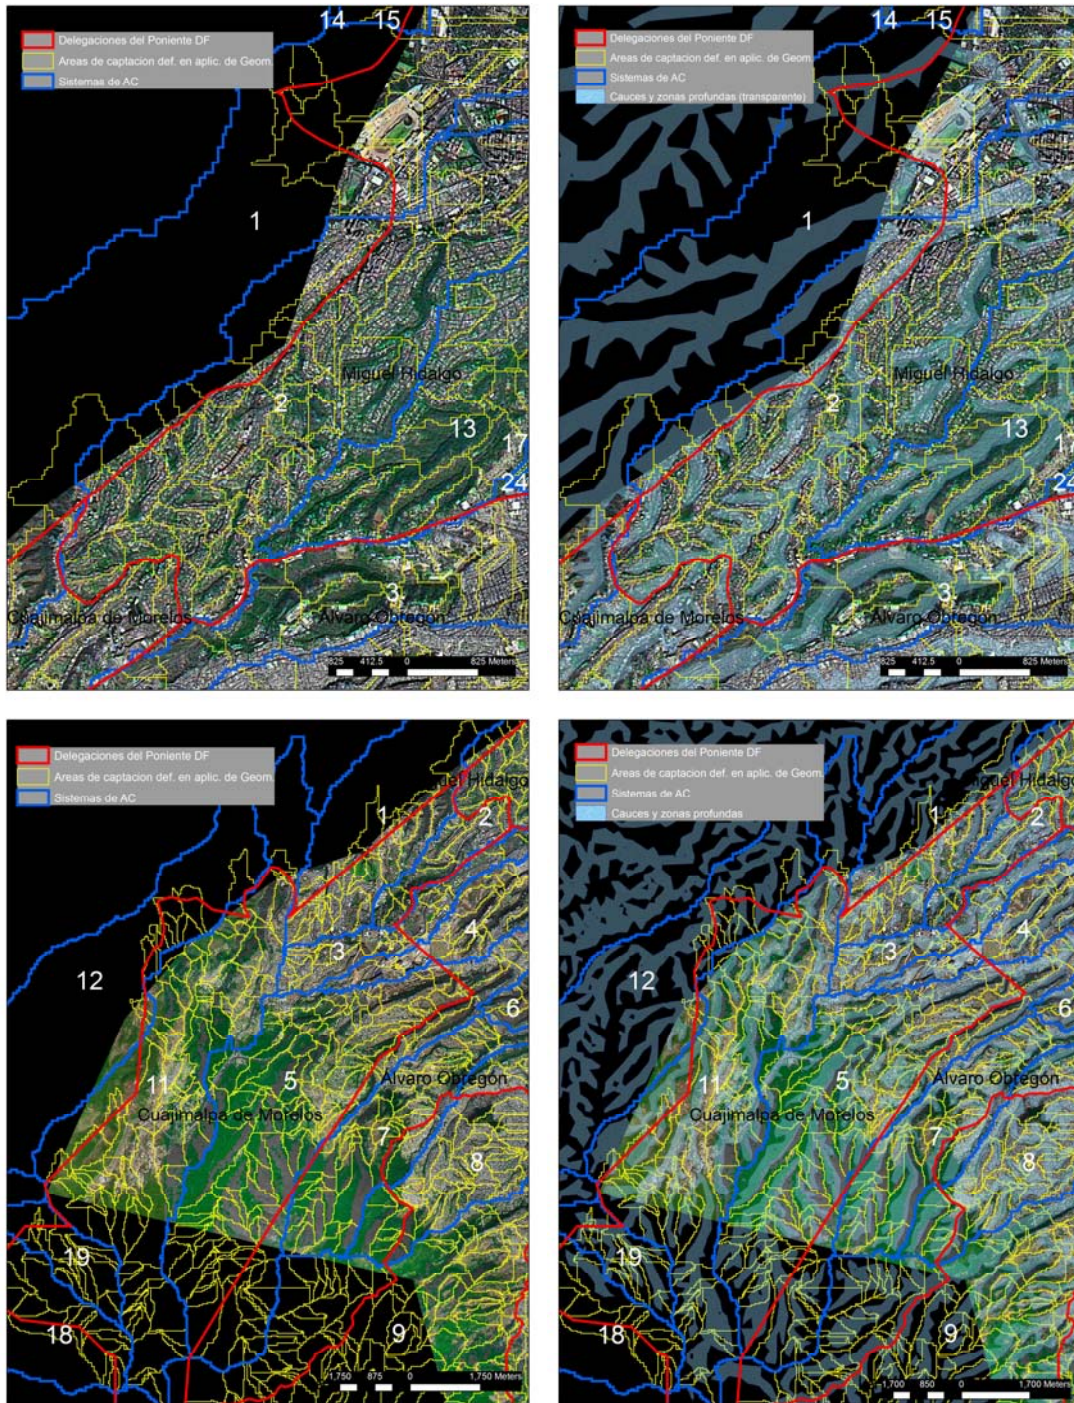 14 15
Delegaciones del Poniente DF
Areas de captacion def. en aplic. de Geom.
Sistemas de AC
1
Miguel Hidalgo
2
13
17
24
3
Cuajimalpa de Morelos
Alvaro Obregon
825 412.5 0 825 Meters
14 15
Delegaciones del Poniente DF
Areas de captacion def. en aplic. de Geom.
Sistemas de AC
Cauces y zonas profundas (transparente)
1
Miguel Hidalgo
2
13
17
24
3
Cuajimalpa de Morelos
Alvaro Obregon
825 412.5 0 825 Meters
Delegaciones del Poniente DF
Areas de captacion def. en aplic. de Geom.
Sistemas de AC
guel Hidalgo
1
2
4
3
12
6
5
11
Alvaro Obregon
Cuajimalpa de Morelos
7
8
19
18
9
1,750 875 0 1,750 Meters
Delegaciones del Poniente DF
Areas de captacion def. en aplic. de Geom.
Sistemas de AC
Cauces y zonas profundas
guel Hidalgo
1
2
4
3
12
6
5
11
Alvaro Obregon
Cuajimalpa de Morelos
7
8
19
18
9
1,700 850 0 1,700 Meters